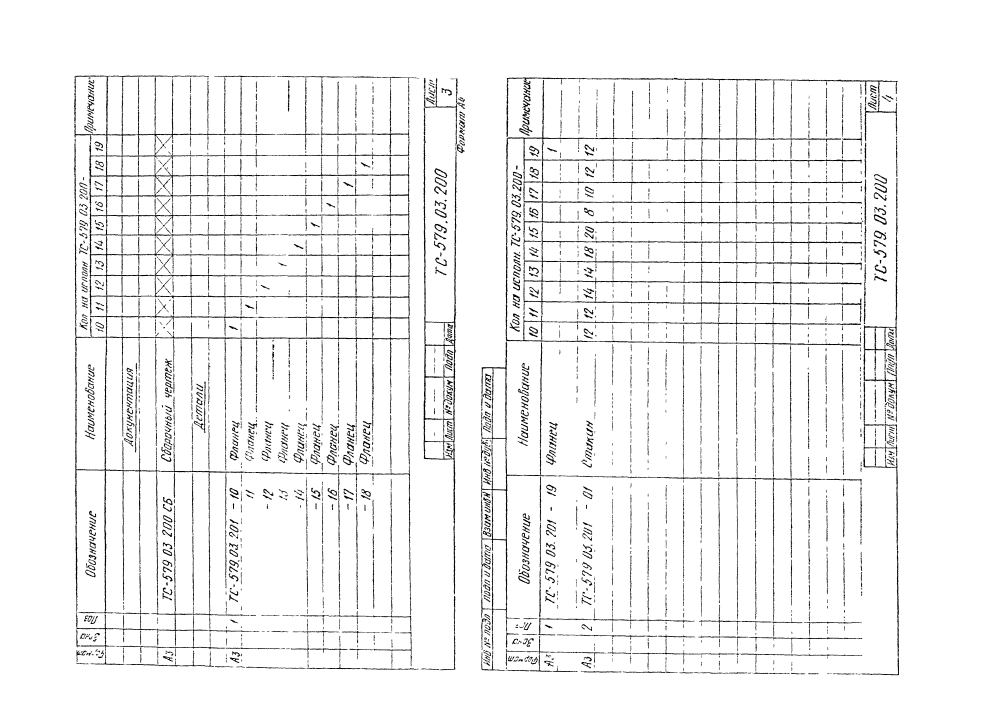 Формат Зона Поз Обозначение Наименование Кол на исполн ТС-579 03 200- Примечание
10 11 12 13 14 15 16 17 18 19
Документация
А3 ТС-579 03 200 СБ Сборочный чертеж
Детали
А3 1 ТС-579 03 201 - 10 Фланец 1
11 Фланец 1
- 12 Фланец 1
13 Фланец 1
- 14 Фланец 1
- 15 Фланец 1
- 16 Фланец 1
- 17 Фланец 1
- 18 Фланец 1
Изм Лист № докум Подп Дата
ТС-579.03.200
Лист 3
Формат А4
Инв № подл Подп и дата Взам инв № Инв № дубл Подп и дата
Формат Зона Поз Обозначение Наименование Кол на исполн. ТС-579.03.200- Примечание
10 11 12 13 14 15 16 17 18 19
А3 1 ТС-579 03.201 - 19 Фланец 1
А3 2 ТС-579 03.201 - 01 Стакан 12 12 14 14 18 20 8 10 12 12
Изм Лист № докум Подп Дата
ТС-579 03.200
Лист 4